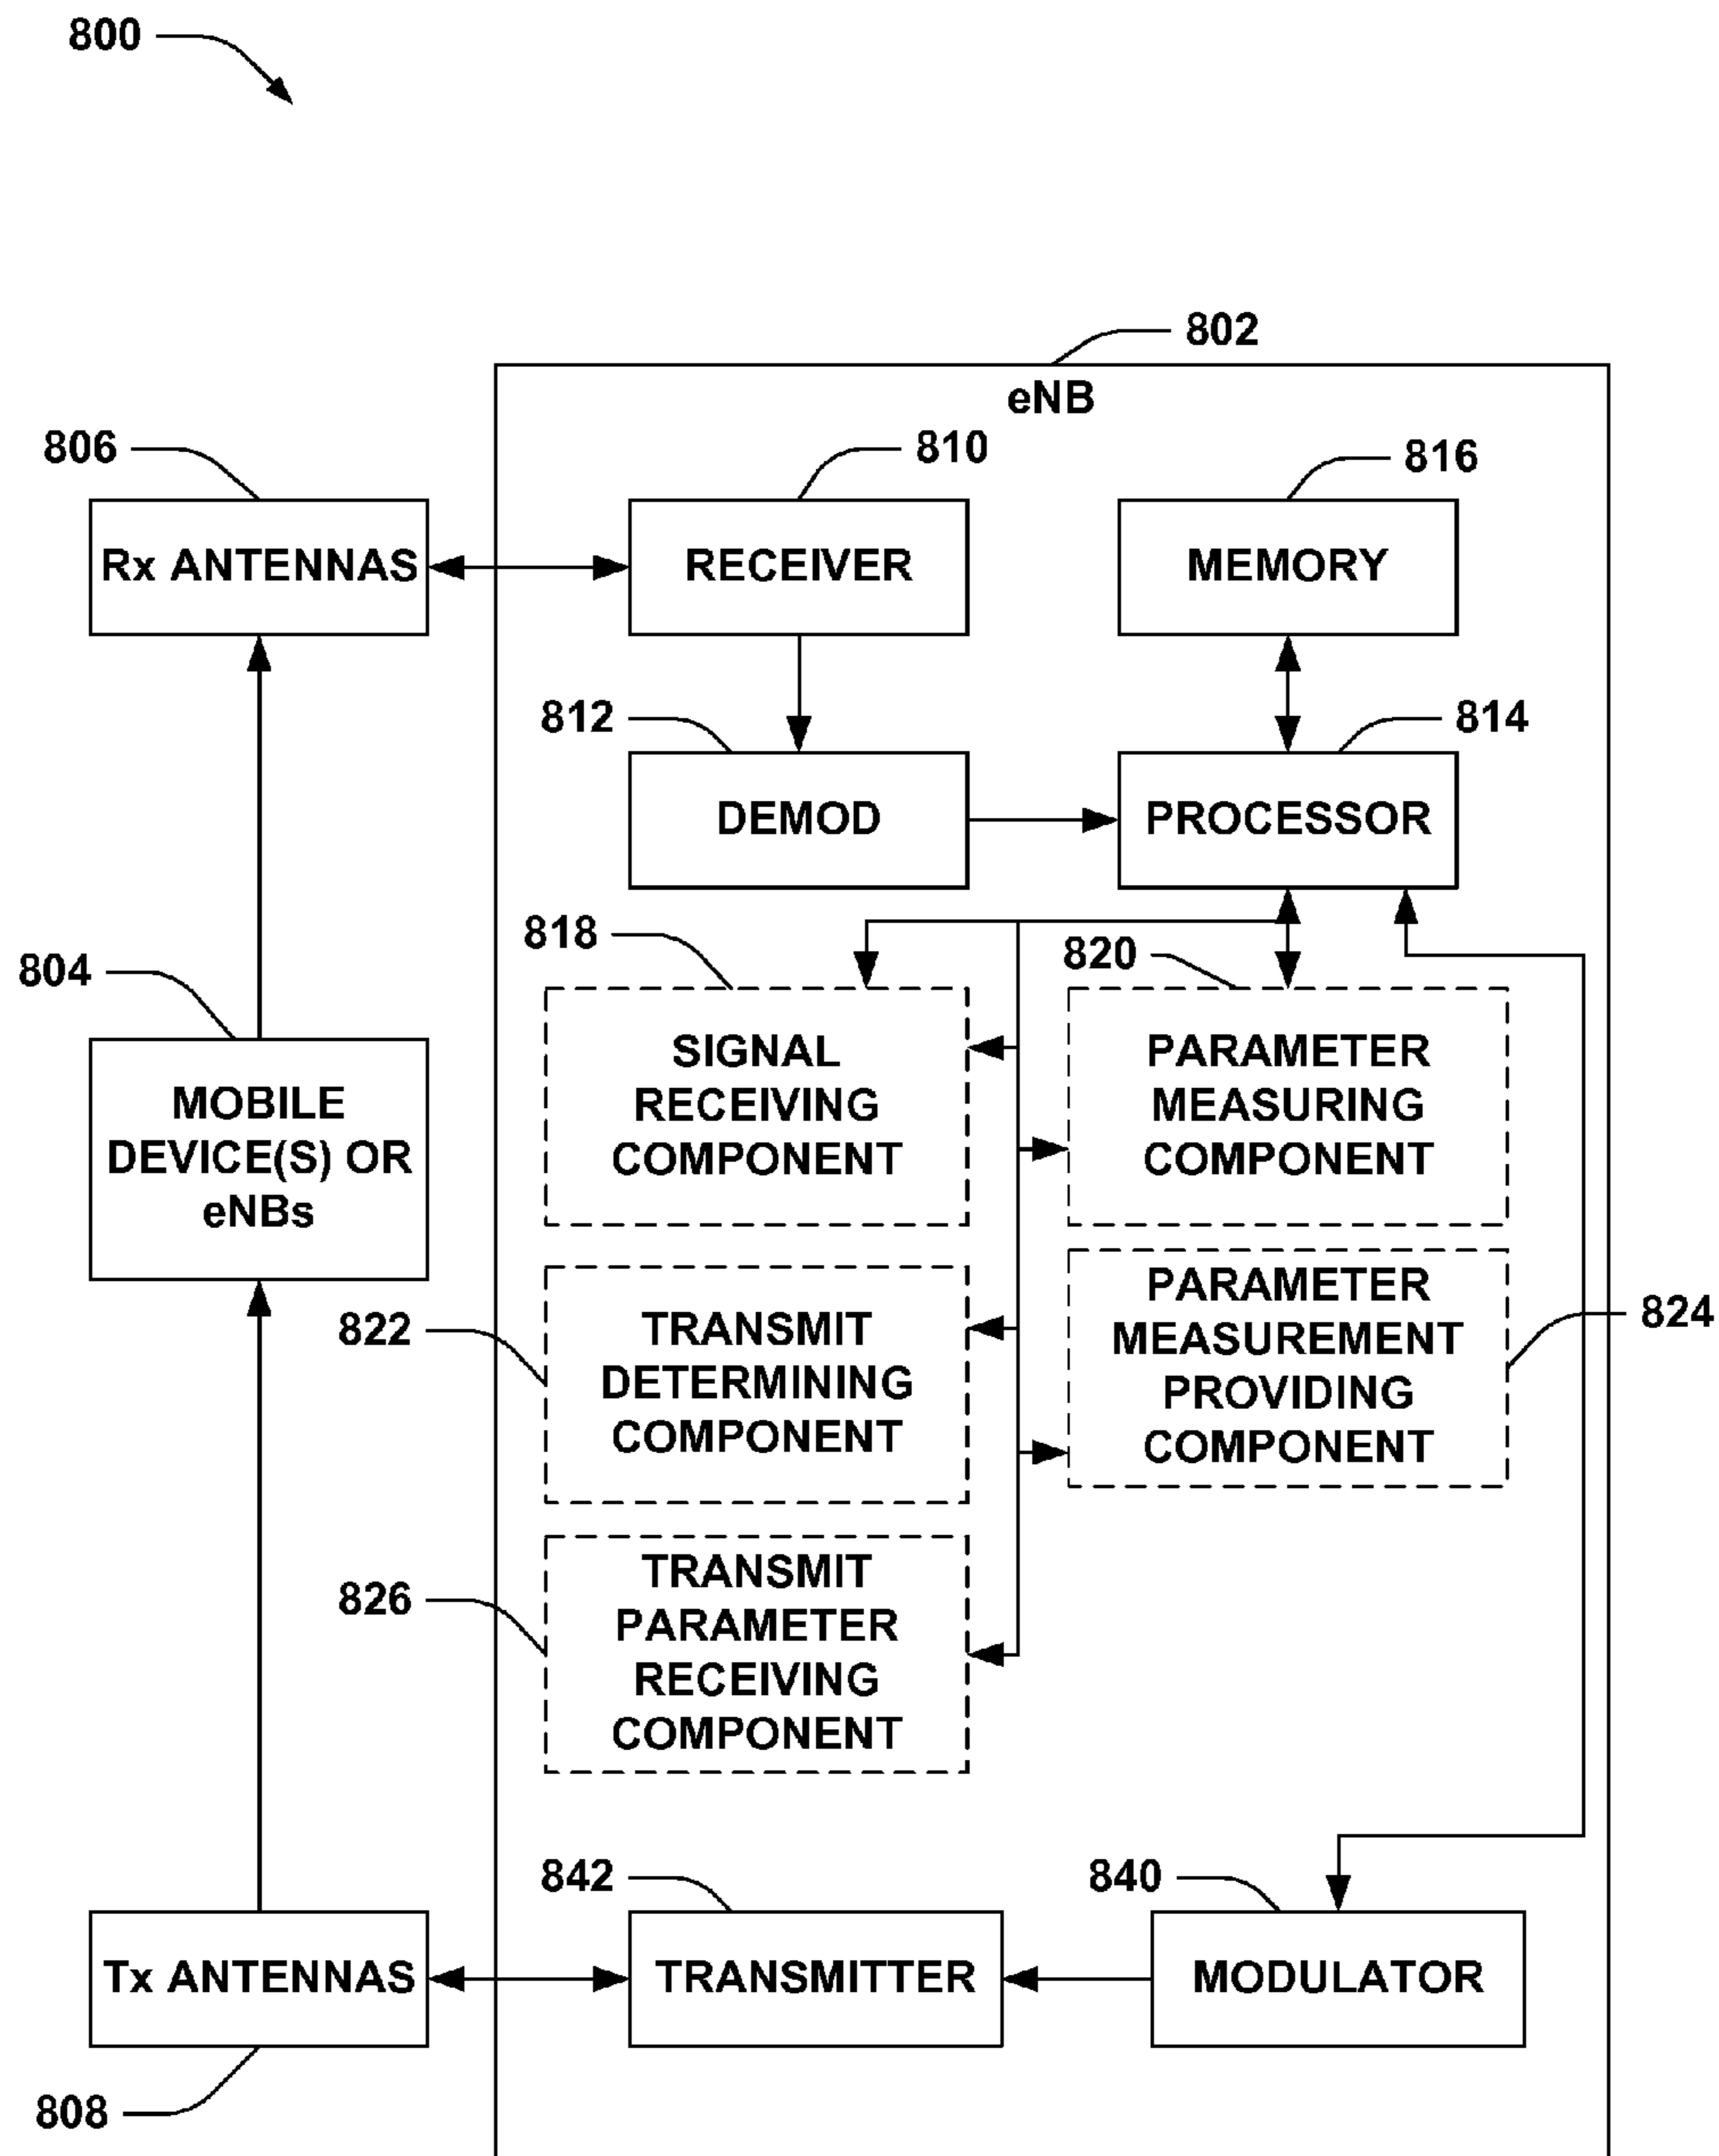 800
802
eNB
806
810
816
Rx ANTENNAS
RECEIVER
MEMORY
812
814
DEMOD
PROCESSOR
818
820
804
SIGNAL
RECEIVING
COMPONENT
PARAMETER
MEASURING
COMPONENT
MOBILE
DEVICE(S) OR
eNBs
822
TRANSMIT
DETERMINING
COMPONENT
PARAMETER
MEASUREMENT
PROVIDING
COMPONENT
824
826
TRANSMIT
PARAMETER
RECEIVING
COMPONENT
842
840
Tx ANTENNAS
TRANSMITTER
MODULATOR
808